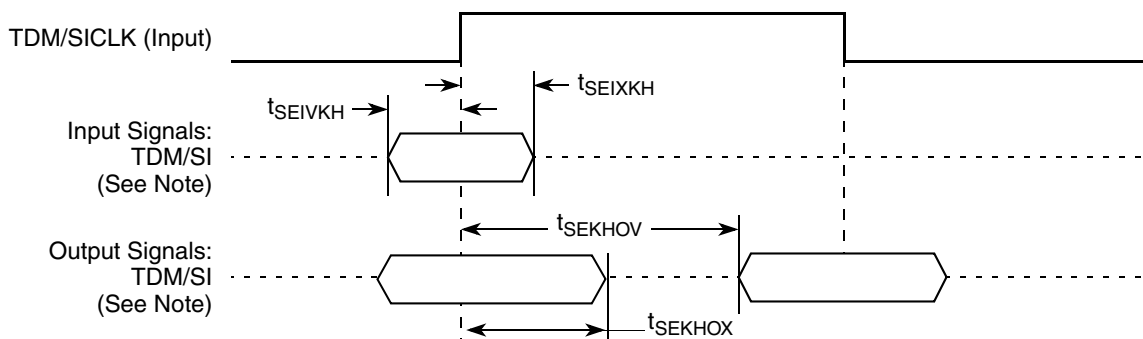 TDM/SICLK (Input)
tSEIXKH
tSEIVKH
Input Signals:
TDM/SI
(See Note)
tSEKHOV
Output Signals:
TDM/SI
(See Note)
tSEKHOX